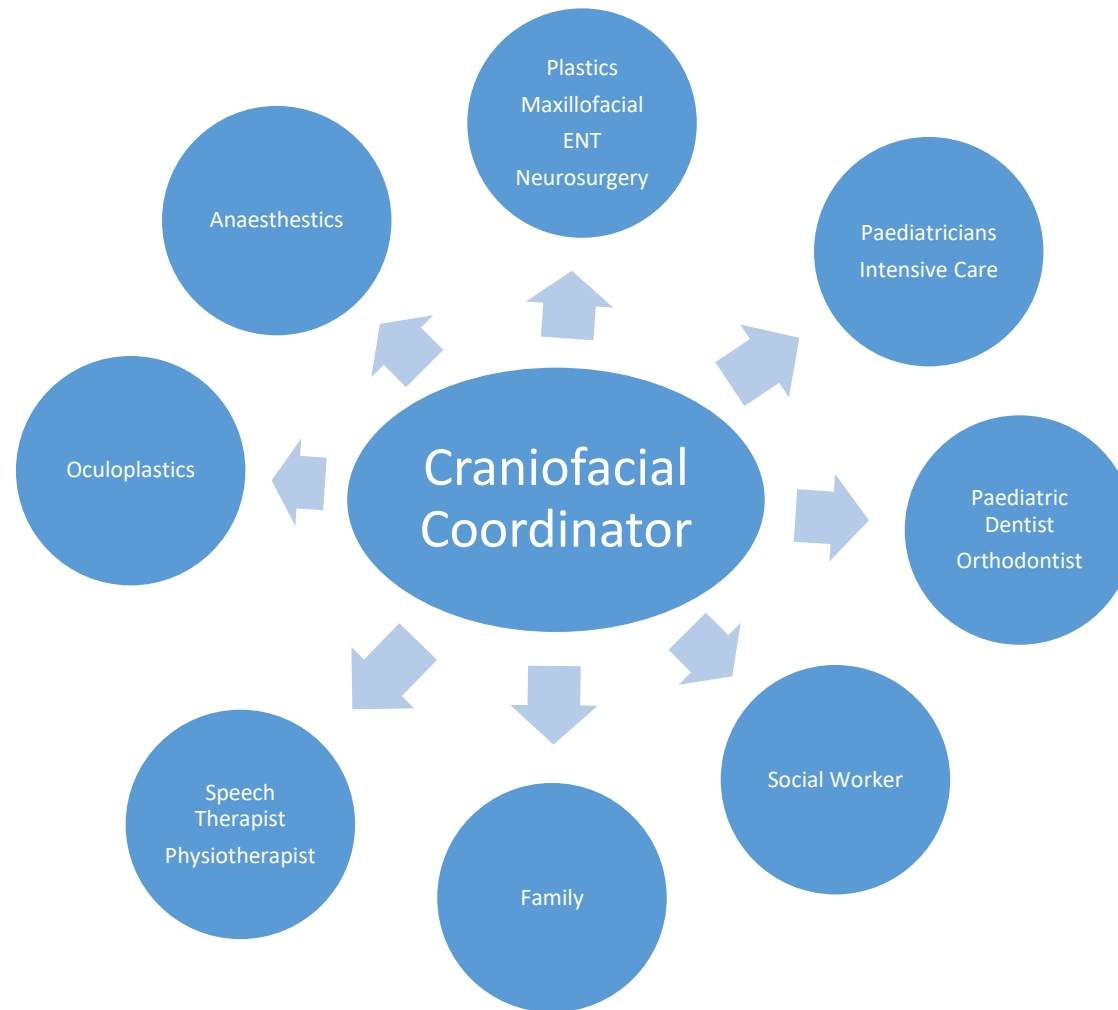 Plastics
Maxillofacial
ENT
Neurosurgery
Anaesthestics
Paediatricians
Intensive Care
Craniofacial
Coordinator
Oculoplastics
Paediatric
Dentist
Orthodontist
Social Worker
Speech
Therapist
Physiotherapist
Family